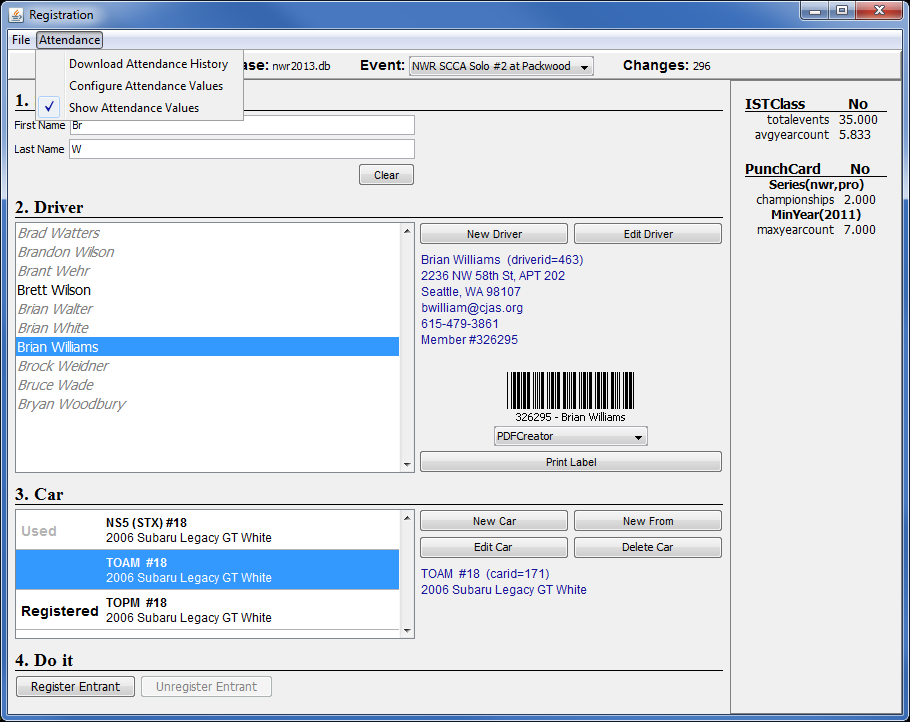 Registration
File Attendance
Download Attendance History
Configure Attendance Values
Show Attendance Values
ase: nwr2013.db Event: NWR SCCA Solo #2 at Packwood Changes: 296
1.
First Name Br
Last Name W
Clear
2. Driver
Brad Watters
Brandon Wilson
Brant Wehr
Brett Wilson
Brian Walter
Brian White
Brian Williams
Brock Weidner
Bruce Wade
Bryan Woodbury
New Driver Edit Driver
Brian Williams (driverid=463)
2236 NW 58th St, APT 202
Seattle, WA 98107
bwilliam@cjas.org
615-479-3861
Member #326295
326295 - Brian Williams
PDFCreator
Print Label
3. Car
Used NS5 (STX) #18
2006 Subaru Legacy GT White
TOAM #18
2006 Subaru Legacy GT White
Registered TOPM #18
2006 Subaru Legacy GT White
New Car New From
Edit Car Delete Car
TOAM #18 (carid=171)
2006 Subaru Legacy GT White
4. Do it
Register Entrant Unregister Entrant
ISTClass No
totalevents 35.000
avgyearcount 5.833
PunchCard No
Series(nwr,pro)
championships 2.000
MinYear(2011)
maxyearcount 7.000